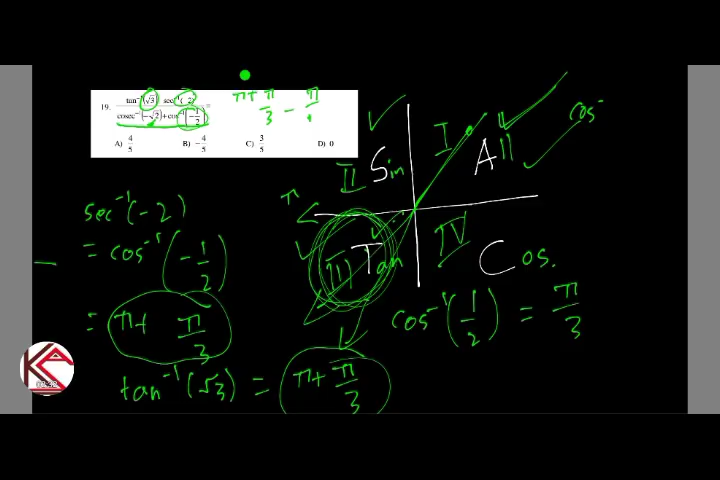 19. tan⁻¹(√3) sec⁻¹(-2)
cosec⁻¹(-√2)+cos⁻¹(-1/2) =
A) 4/5 B) -4/5 C) 3/5 D) 0
π+ π/3 - π/
cos⁻
I
II Sin All
π
III Tan IV Cos.
sec⁻¹(-2)
= cos⁻¹(-1/2)
= π+ π/3
cos⁻¹(1/2) = π/3
tan⁻¹(√3) = π+ π/3